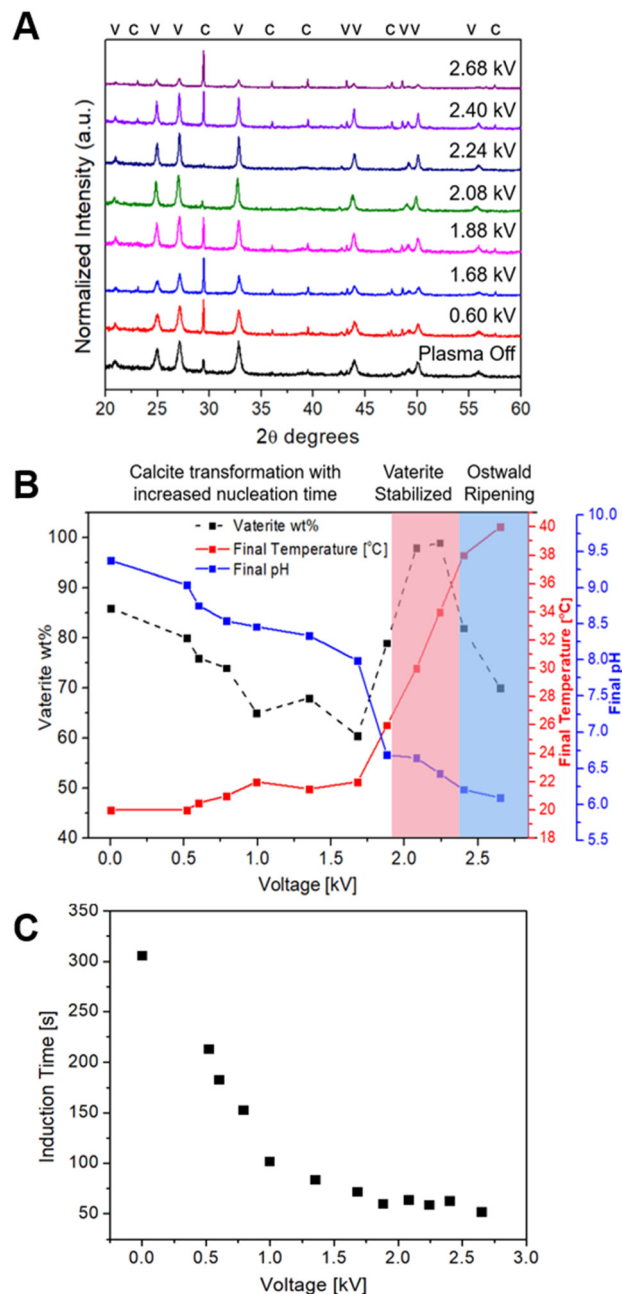 A
V C V V C V C C VV C VV V C
2.68 kV
2.40 kV
2.24 kV
2.08 kV
1.88 kV
1.68 kV
0.60 kV
Plasma Off
Normalized Intensity (a.u.)
20 25 30 35 40 45 50 55 60
2θ degrees
B
Calcite transformation with
increased nucleation time
Vaterite
Stabilized
Ostwald
Ripening
Vaterite wt%
Final Temperature [°C]
Final pH
Vaterite wt%
100
90
80
70
60
50
40
40
38
36
34
32
30
28
26
24
22
20
18
Final Temperature [°C]
10.0
9.5
9.0
8.5
8.0
7.5
7.0
6.5
6.0
5.5
Final pH
0.0 0.5 1.0 1.5 2.0 2.5
Voltage [kV]
C
Induction Time [s]
350
300
250
200
150
100
50
0.0 0.5 1.0 1.5 2.0 2.5 3.0
Voltage [kV]